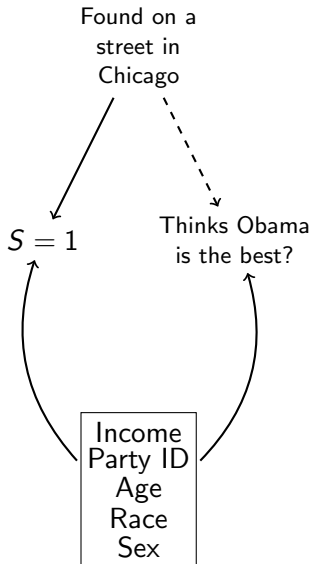 Found on a
street in
Chicago
S = 1
Thinks Obama
is the best?
Income
Party ID
Age
Race
Sex